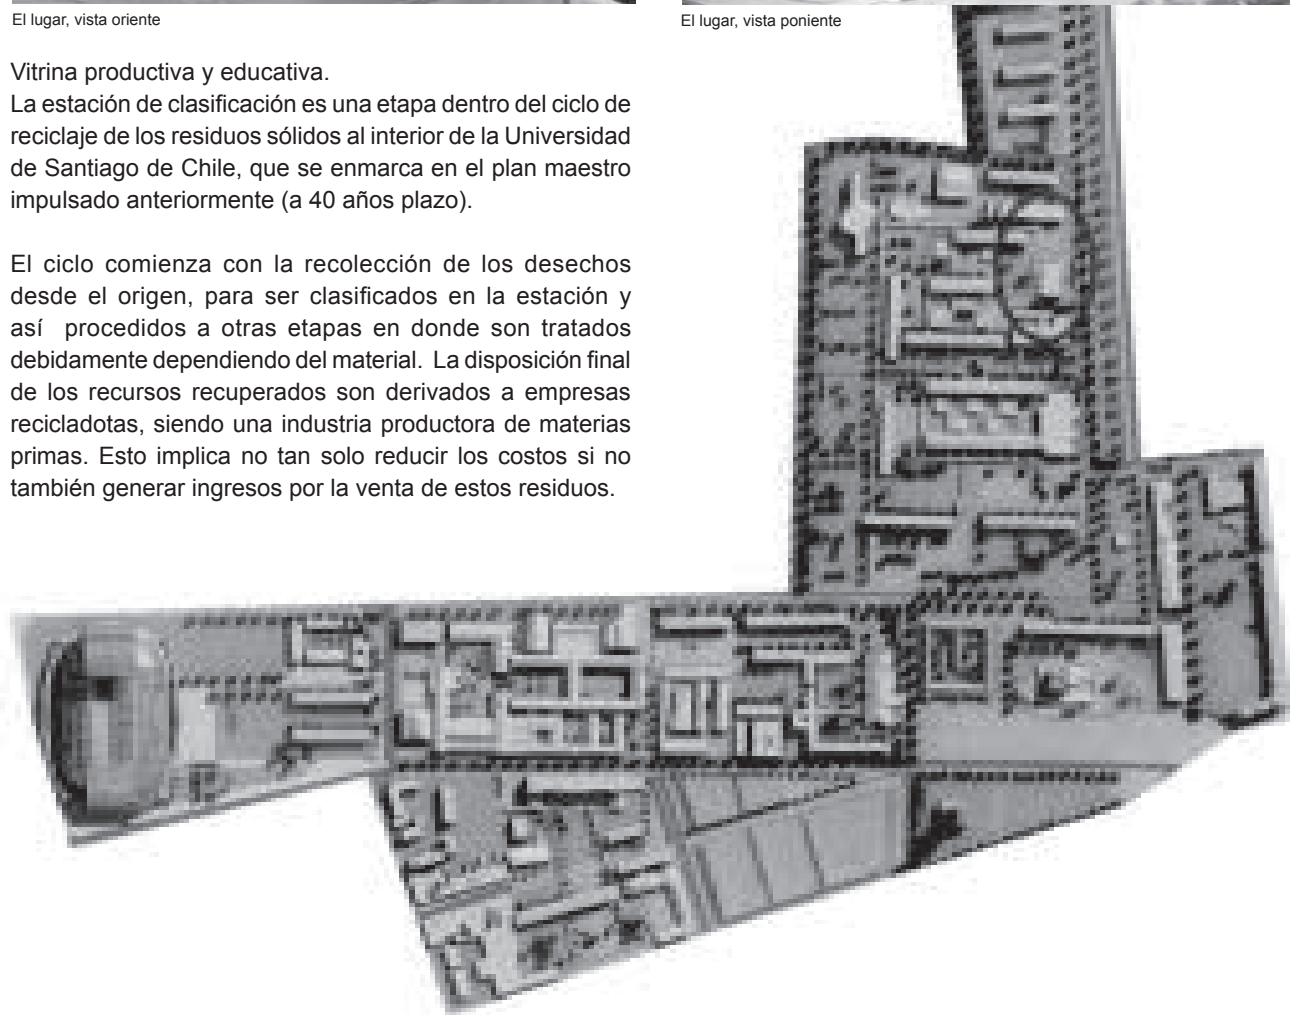 El lugar, vista oriente
El lugar, vista poniente
Vitrina productiva y educativa.
La estación de clasificación es una etapa dentro del ciclo de
reciclaje de los residuos sólidos al interior de la Universidad
de Santiago de Chile, que se enmarca en el plan maestro
impulsado anteriormente (a 40 años plazo).
El ciclo comienza con la recolección de los desechos
desde el origen, para ser clasificados en la estación y
así procedidos a otras etapas en donde son tratados
debidamente dependiendo del material. La disposición final
de los recursos recuperados son derivados a empresas
recicladotas, siendo una industria productora de materias
primas. Esto implica no tan solo reducir los costos si no
también generar ingresos por la venta de estos residuos.